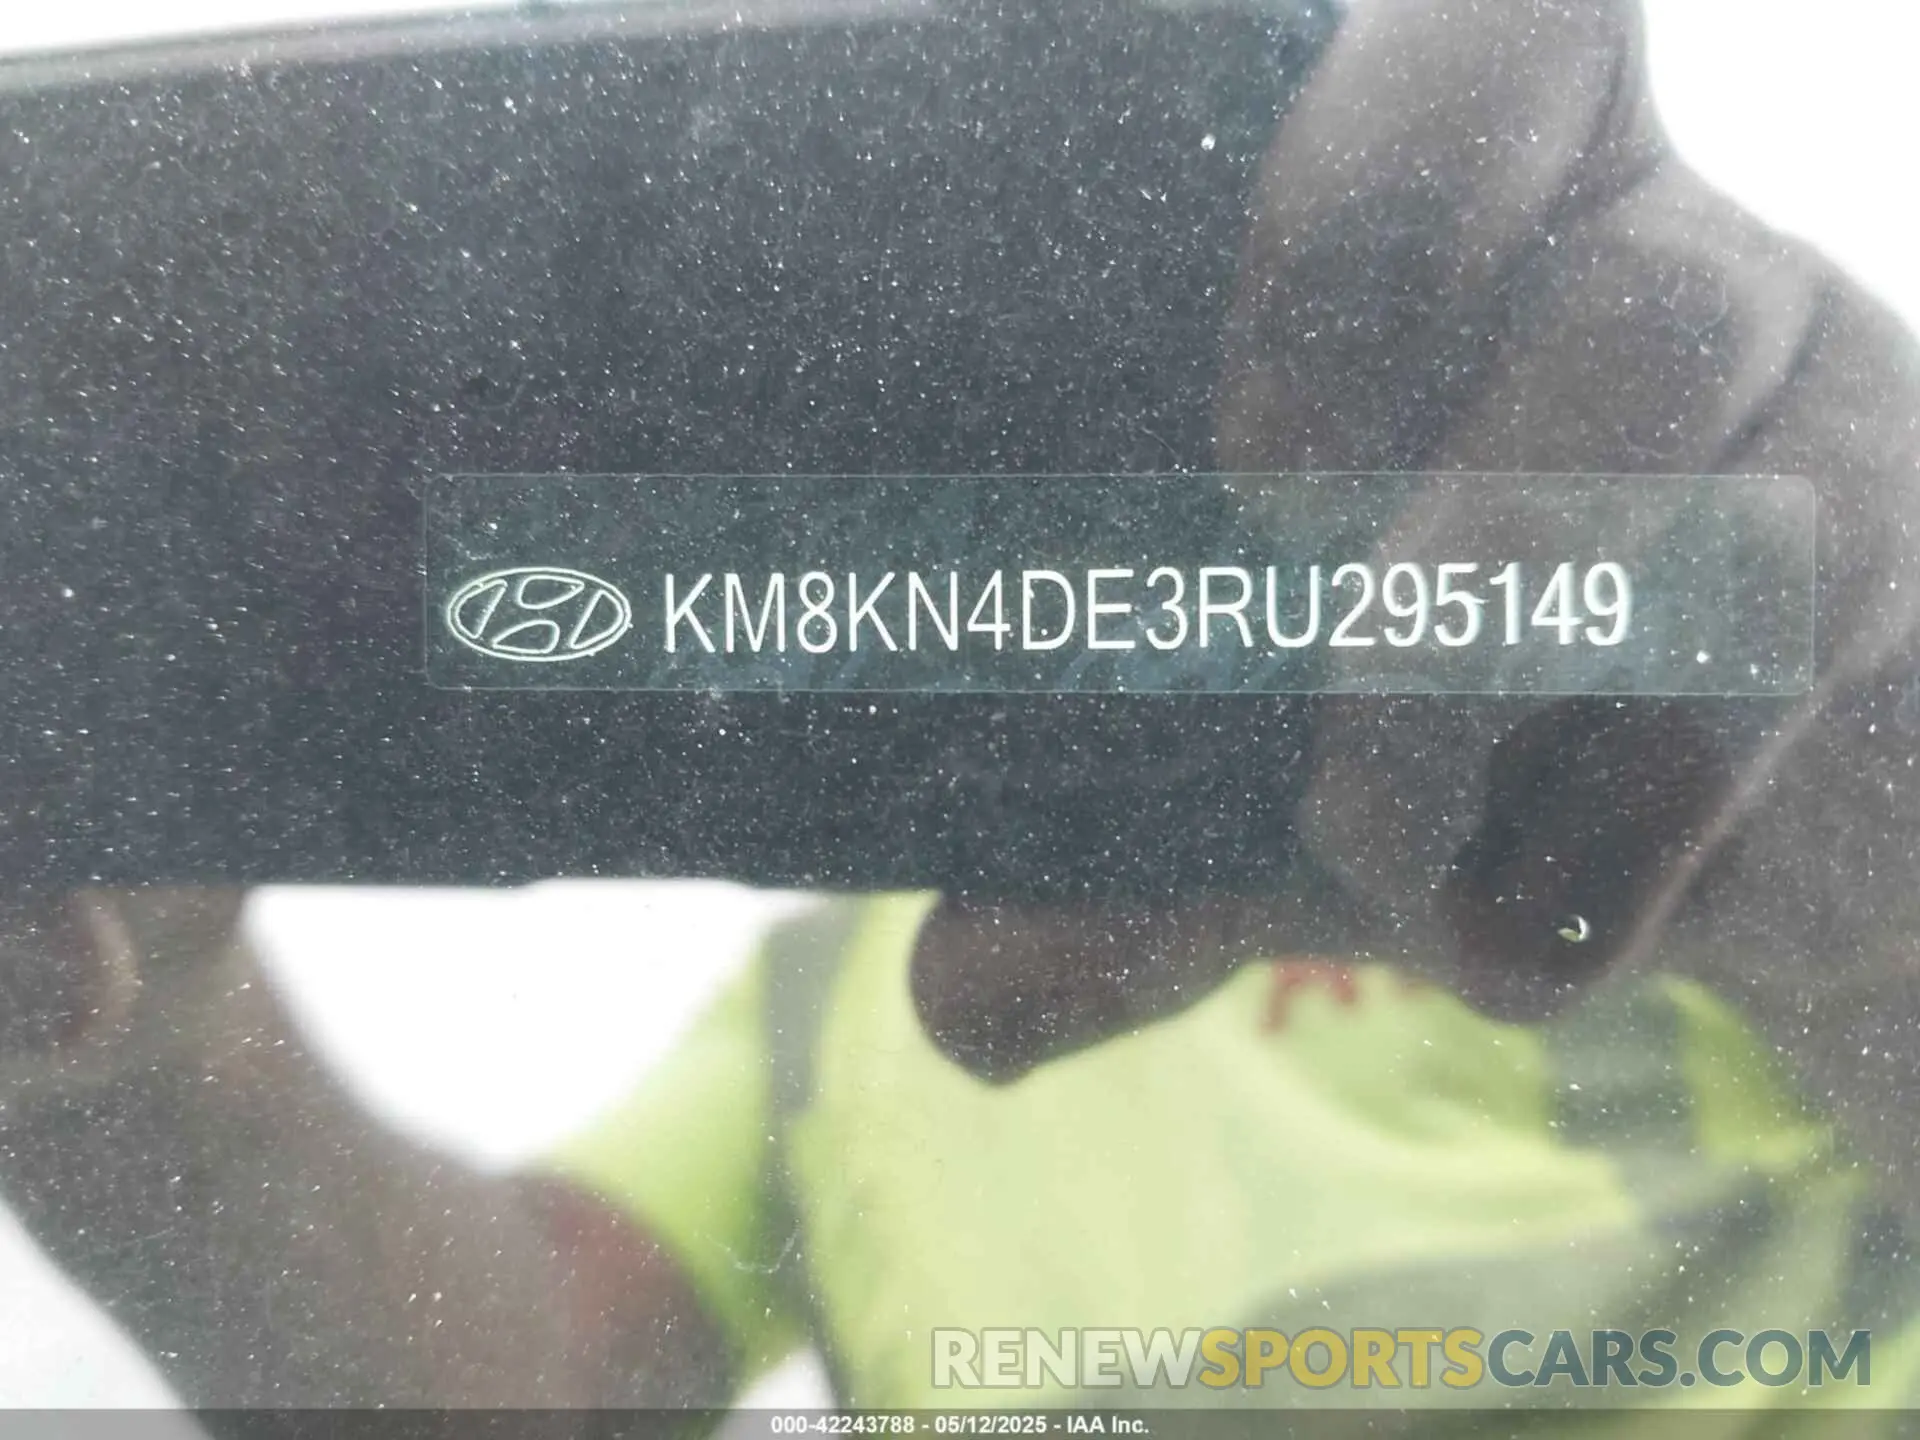 KM8KN4DE3RU295149
RENEWSPORTSCARS.COM
000-42243788 - 05/12/2025 - IAA Inc.